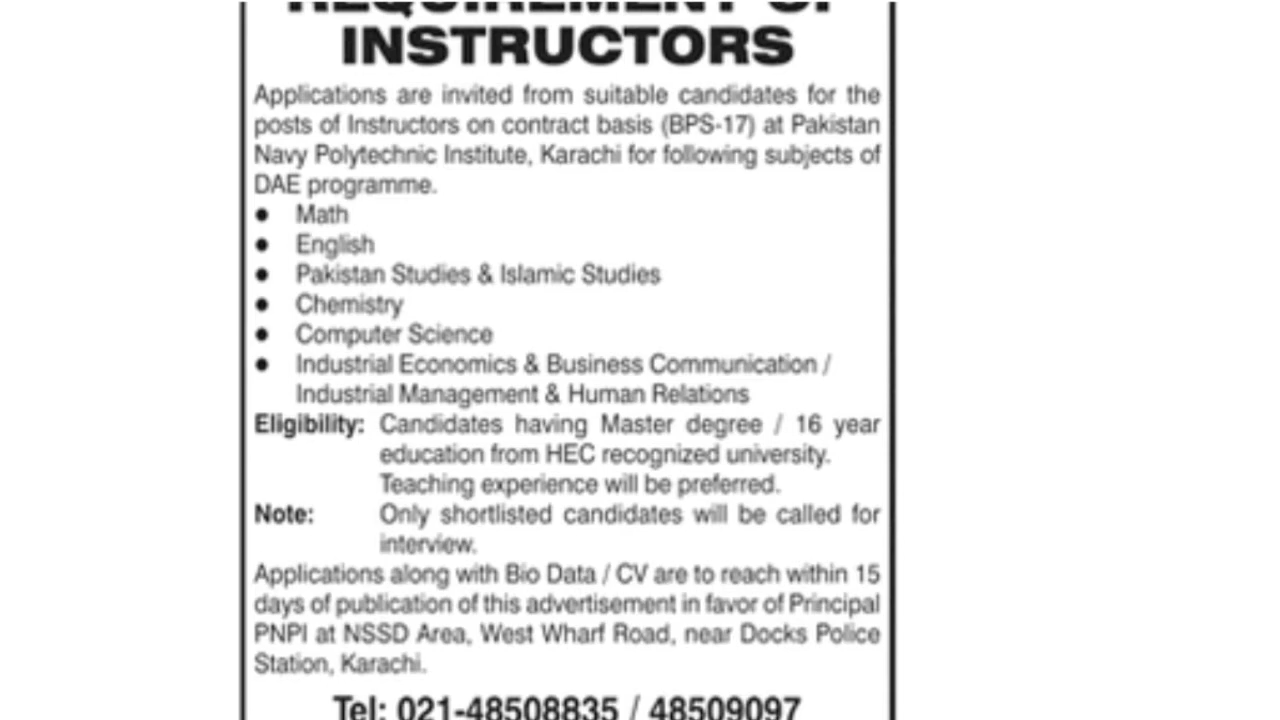 REQUIREMENT OF
INSTRUCTORS
Applications are invited from suitable candidates for the
posts of Instructors on contract basis (BPS-17) at Pakistan
Navy Polytechnic Institute, Karachi for following subjects of
DAE programme.
● Math
● English
● Pakistan Studies & Islamic Studies
● Chemistry
● Computer Science
● Industrial Economics & Business Communication /
Industrial Management & Human Relations
Eligibility: Candidates having Master degree / 16 year
education from HEC recognized university.
Teaching experience will be preferred.
Note: Only shortlisted candidates will be called for
interview.
Applications along with Bio Data / CV are to reach within 15
days of publication of this advertisement in favor of Principal
PNPI at NSSD Area, West Wharf Road, near Docks Police
Station, Karachi.
Tel: 021-48508835 / 48509097